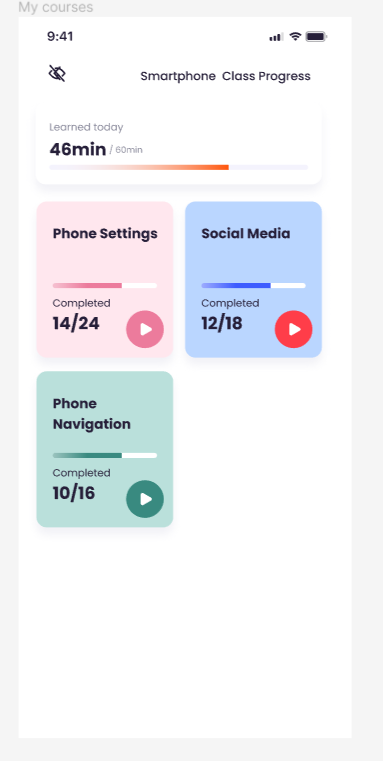 My courses
9:41
Smartphone Class Progress
Learned today
46min / 60min
Phone Settings
Completed
14/24
Social Media
Completed
12/18
Phone
Navigation
Completed
10/16